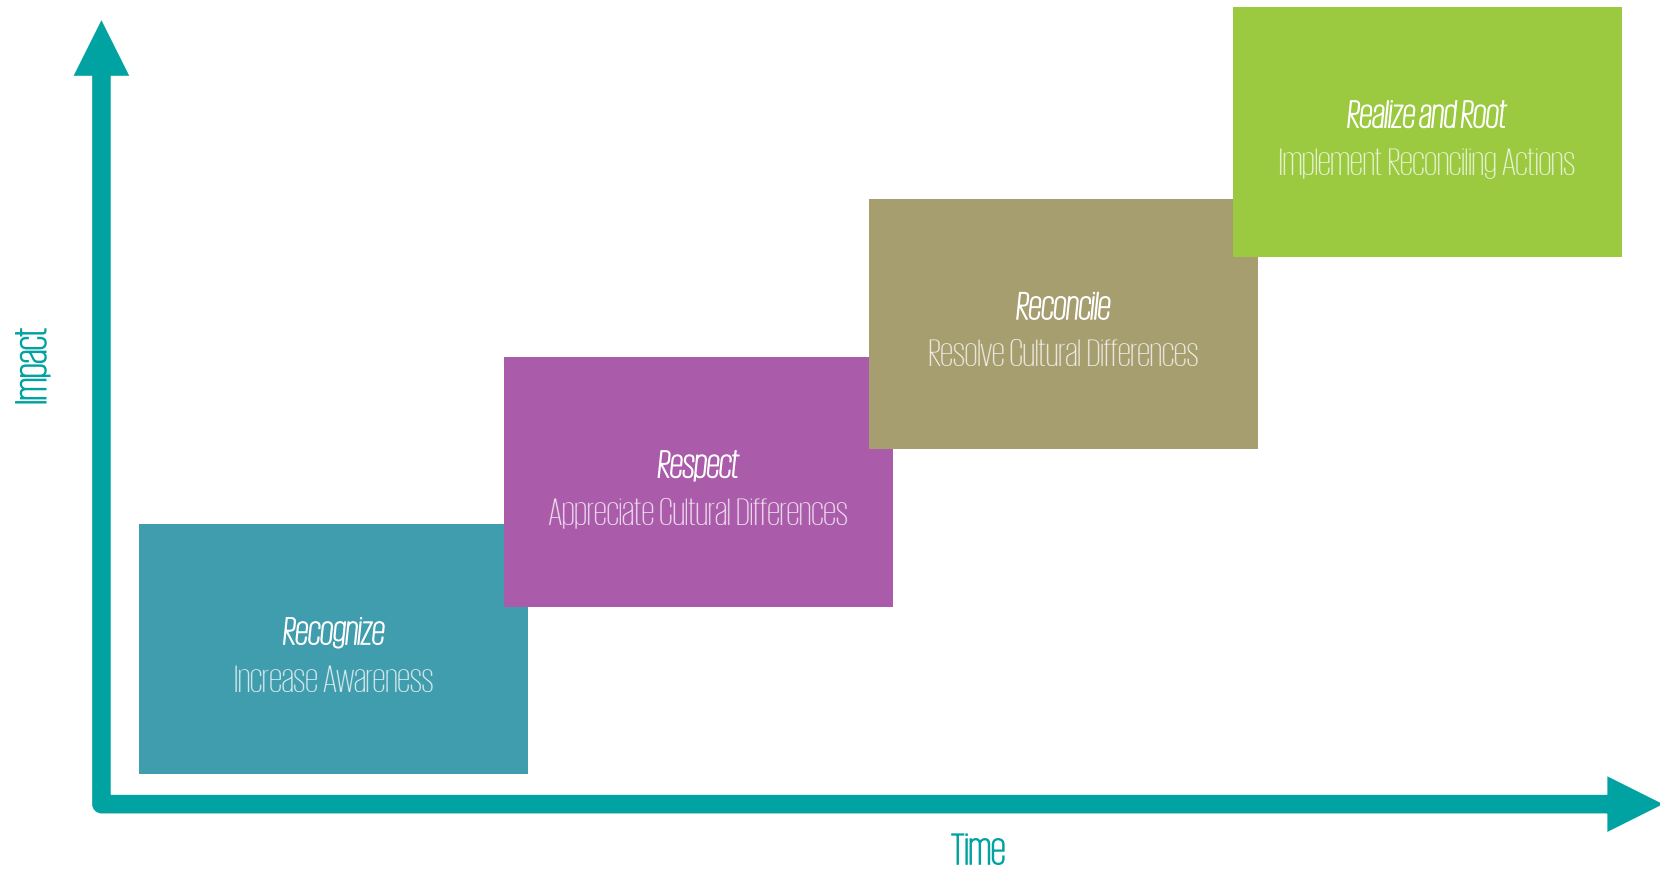 Realize and Root
Implement Reconciling Actions
Reconcile
Resolve Cultural Differences
Respect
Appreciate Cultural Differences
Recognize
Increase Awareness
Impact
Time